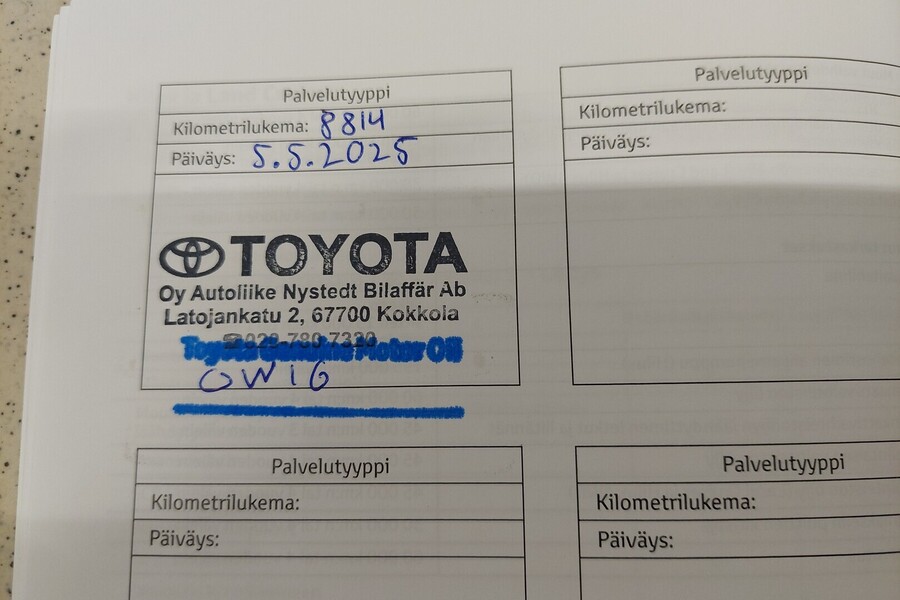 Palvelutyyppi
Kilometrilukema: 8814
Päiväys: 5.5.2025
TOYOTA
Oy Autoliike Nystedt Bilaffär Ab
Latojankatu 2, 67700 Kokkola
Toyota Genuine Motor Oil
OW16
Palvelutyyppi
Kilometrilukema:
Päiväys:
Palvelutyyppi
Kilometrilukema:
Päiväys:
Palvelutyyppi
Kilometrilukema:
Päiväys: